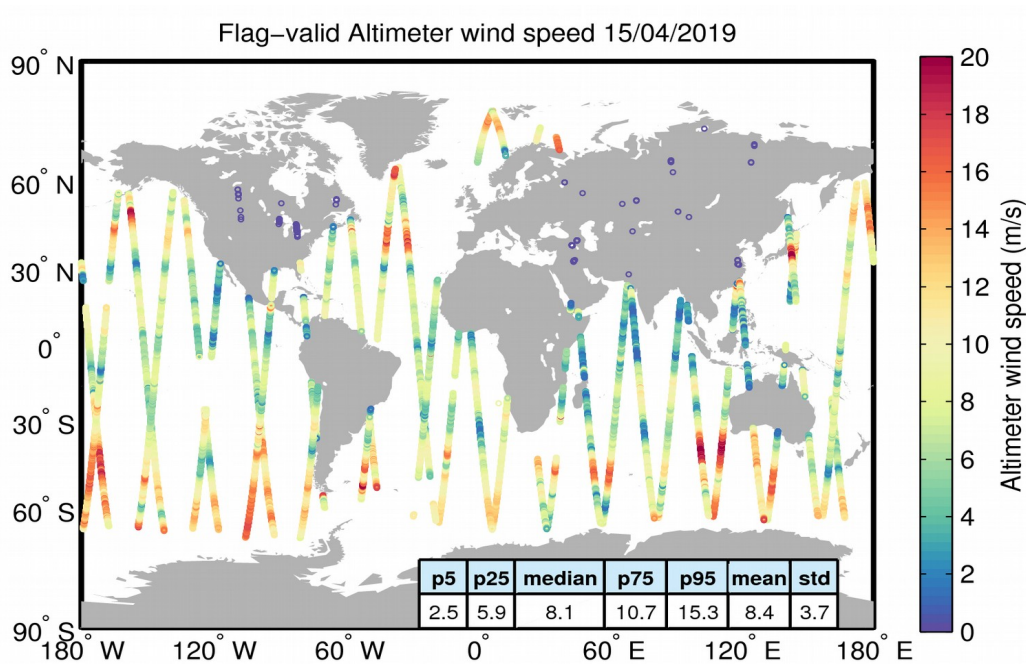 Flag-valid Altimeter wind speed 15/04/2019
90° N
60° N
30° N
0°
30° S
60° S
90° S
180° W
120° W
60° W
0°
60° E
120° E
180° E
p5 p25 median p75 p95 mean std
2.5 5.9 8.1 10.7 15.3 8.4 3.7
20
18
16
14
12
10
8
6
4
2
0
Altimeter wind speed (m/s)